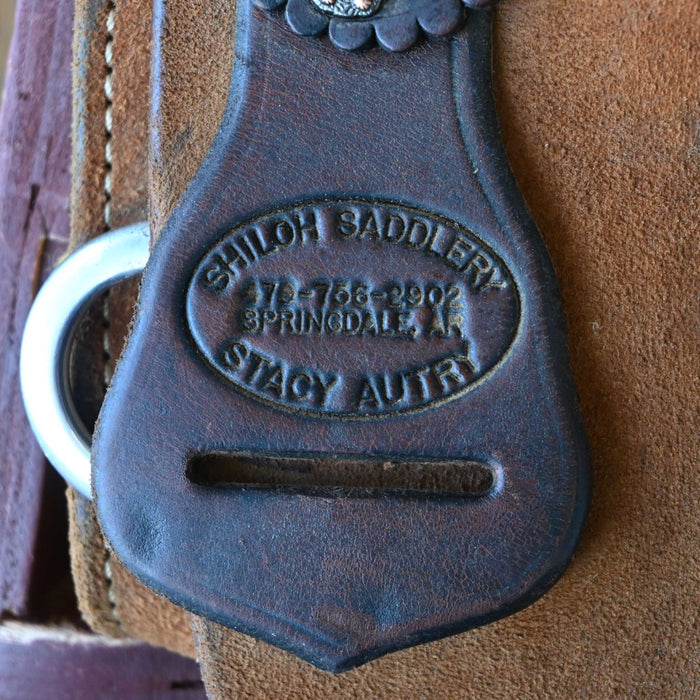 SHILOH SADDLERY
479-756-2902
SPRINGDALE, AR
STACY AUTRY